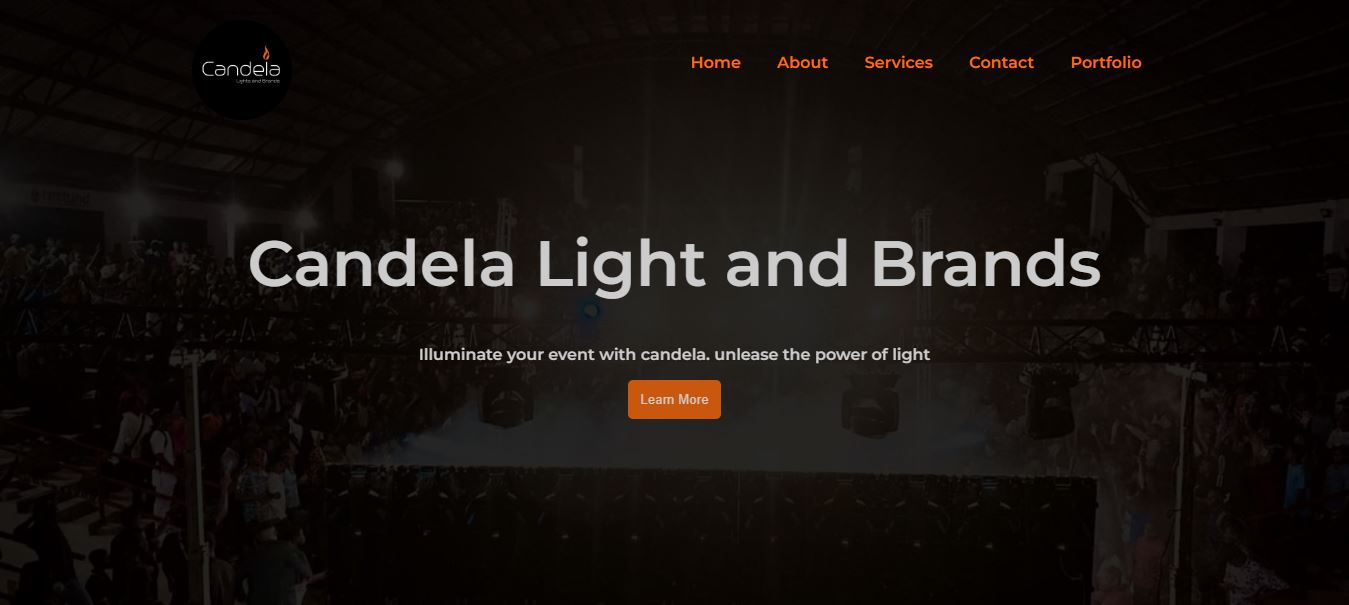 Candela
Lights and Brands
Home About Services Contact Portfolio
Candela Light and Brands
Illuminate your event with candela. unlease the power of light
Learn More